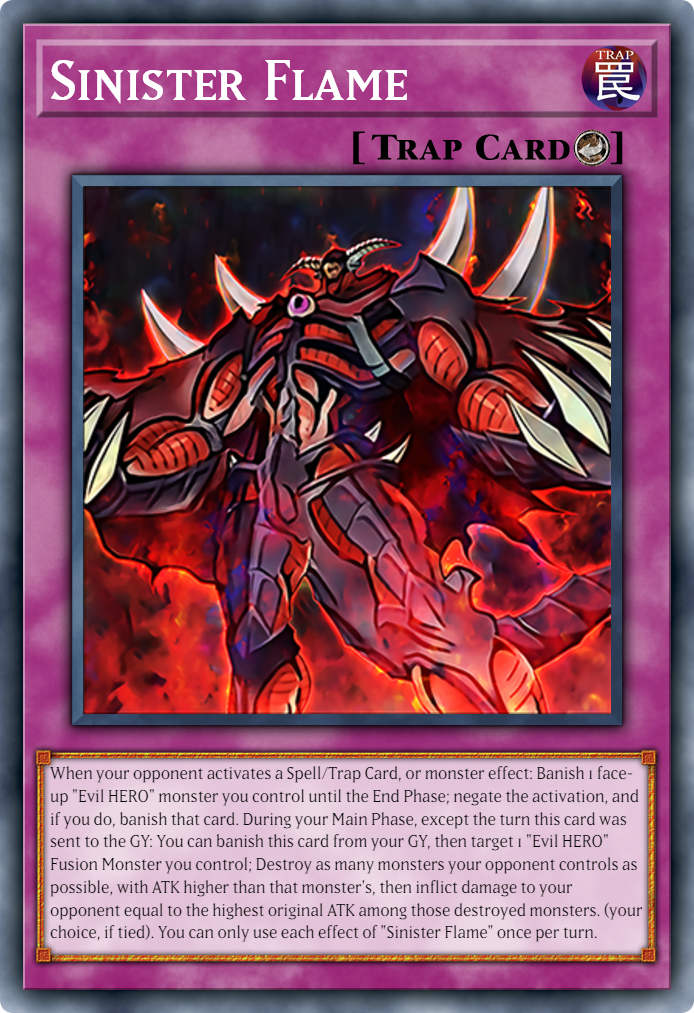 Sinister Flame
TRAP
罠
[ Trap Card ]
When your opponent activates a Spell/Trap Card, or monster effect: Banish 1 face-
up "Evil HERO" monster you control until the End Phase; negate the activation, and
if you do, banish that card. During your Main Phase, except the turn this card was
sent to the GY: You can banish this card from your GY, then target 1 "Evil HERO"
Fusion Monster you control; Destroy as many nonsters your opponent controls as
possible, with ATK higher than that monster's, then inflict damage to your
opponent equal to the highest original ATK among those destroyed monsters. (your
choice, if tied). You can only use each effect of "Sinister Flame" once per turn.